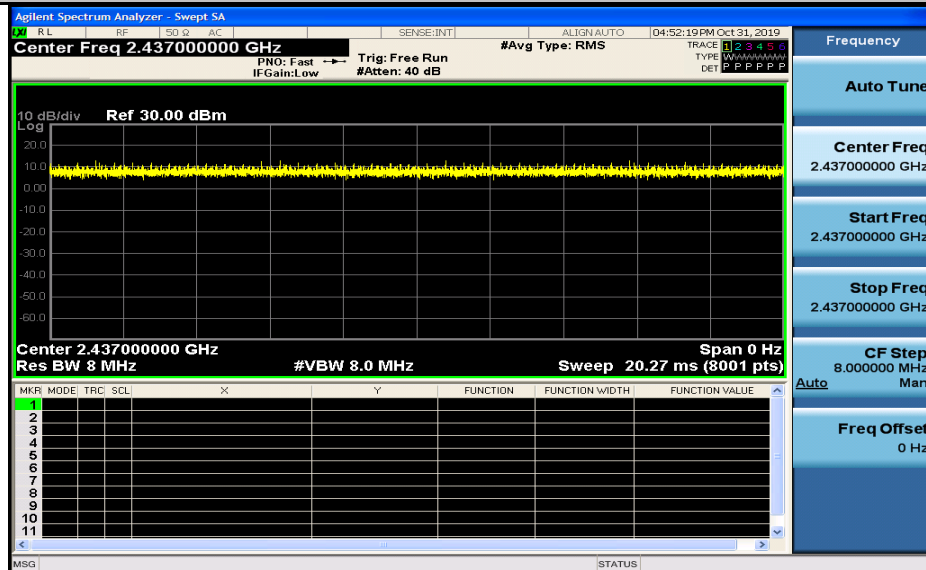 Agilent Spectrum Analyzer - Swept SA
LXI RL RF 50 Ω AC SENSE:INT ALIGN AUTO 04:52:19 PM Oct 31, 2019
Center Freq 2.437000000 GHz #Avg Type: RMS TRACE 1 2 3 4 5 6
PNO: Fast Trig: Free Run TYPE WWWWWW
IFGain:Low #Atten: 40 dB DET P P P P P P
10 dB/div Ref 30.00 dBm
Log
20.0
10.0
0.00
-10.0
-20.0
-30.0
-40.0
-50.0
-60.0
Center 2.437000000 GHz Span 0 Hz
Res BW 8 MHz #VBW 8.0 MHz Sweep 20.27 ms (8001 pts)
MKR MODE TRC SCL X Y FUNCTION FUNCTION WIDTH FUNCTION VALUE
1
2
3
4
5
6
7
8
9
10
11
MSG STATUS
Frequency
Auto Tune
Center Freq
2.437000000 GHz
Start Freq
2.437000000 GHz
Stop Freq
2.437000000 GHz
CF Step
8.000000 MHz
Auto Man
Freq Offset
0 Hz